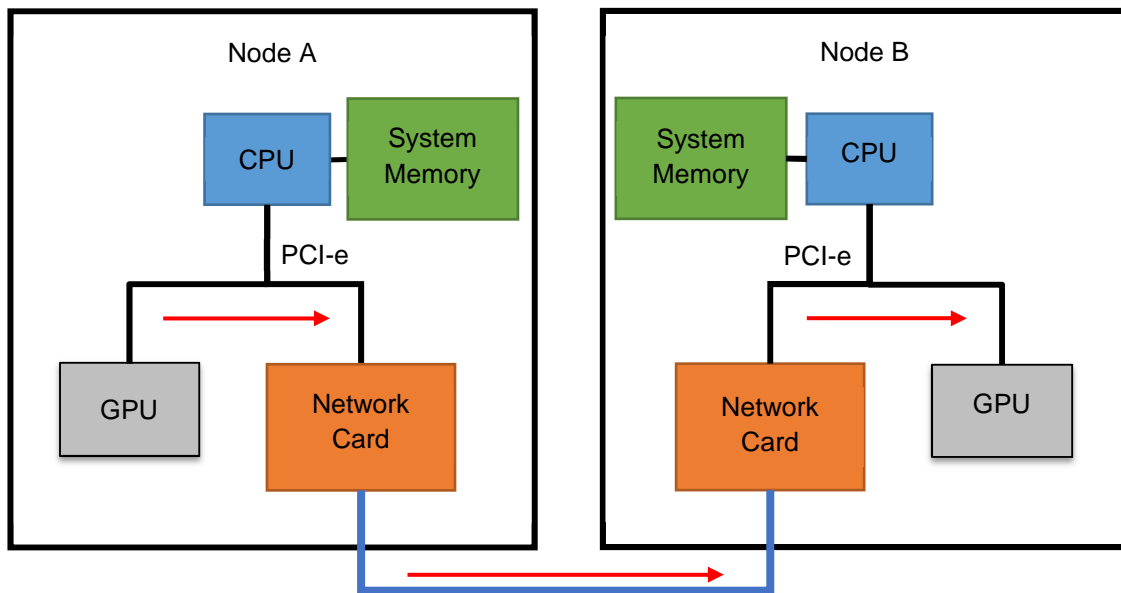 Node A
CPU
System
Memory
PCI-e
GPU
Network
Card
Node B
System
Memory
CPU
PCI-e
Network
Card
GPU